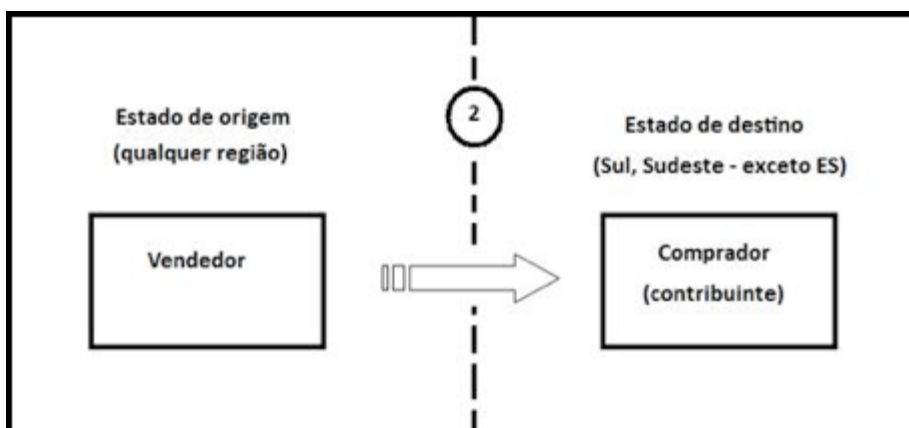 Estado de origem
(qualquer região)
Vendedor
2
Estado de destino
(Sul, Sudeste - exceto ES)
Comprador
(contribuinte)